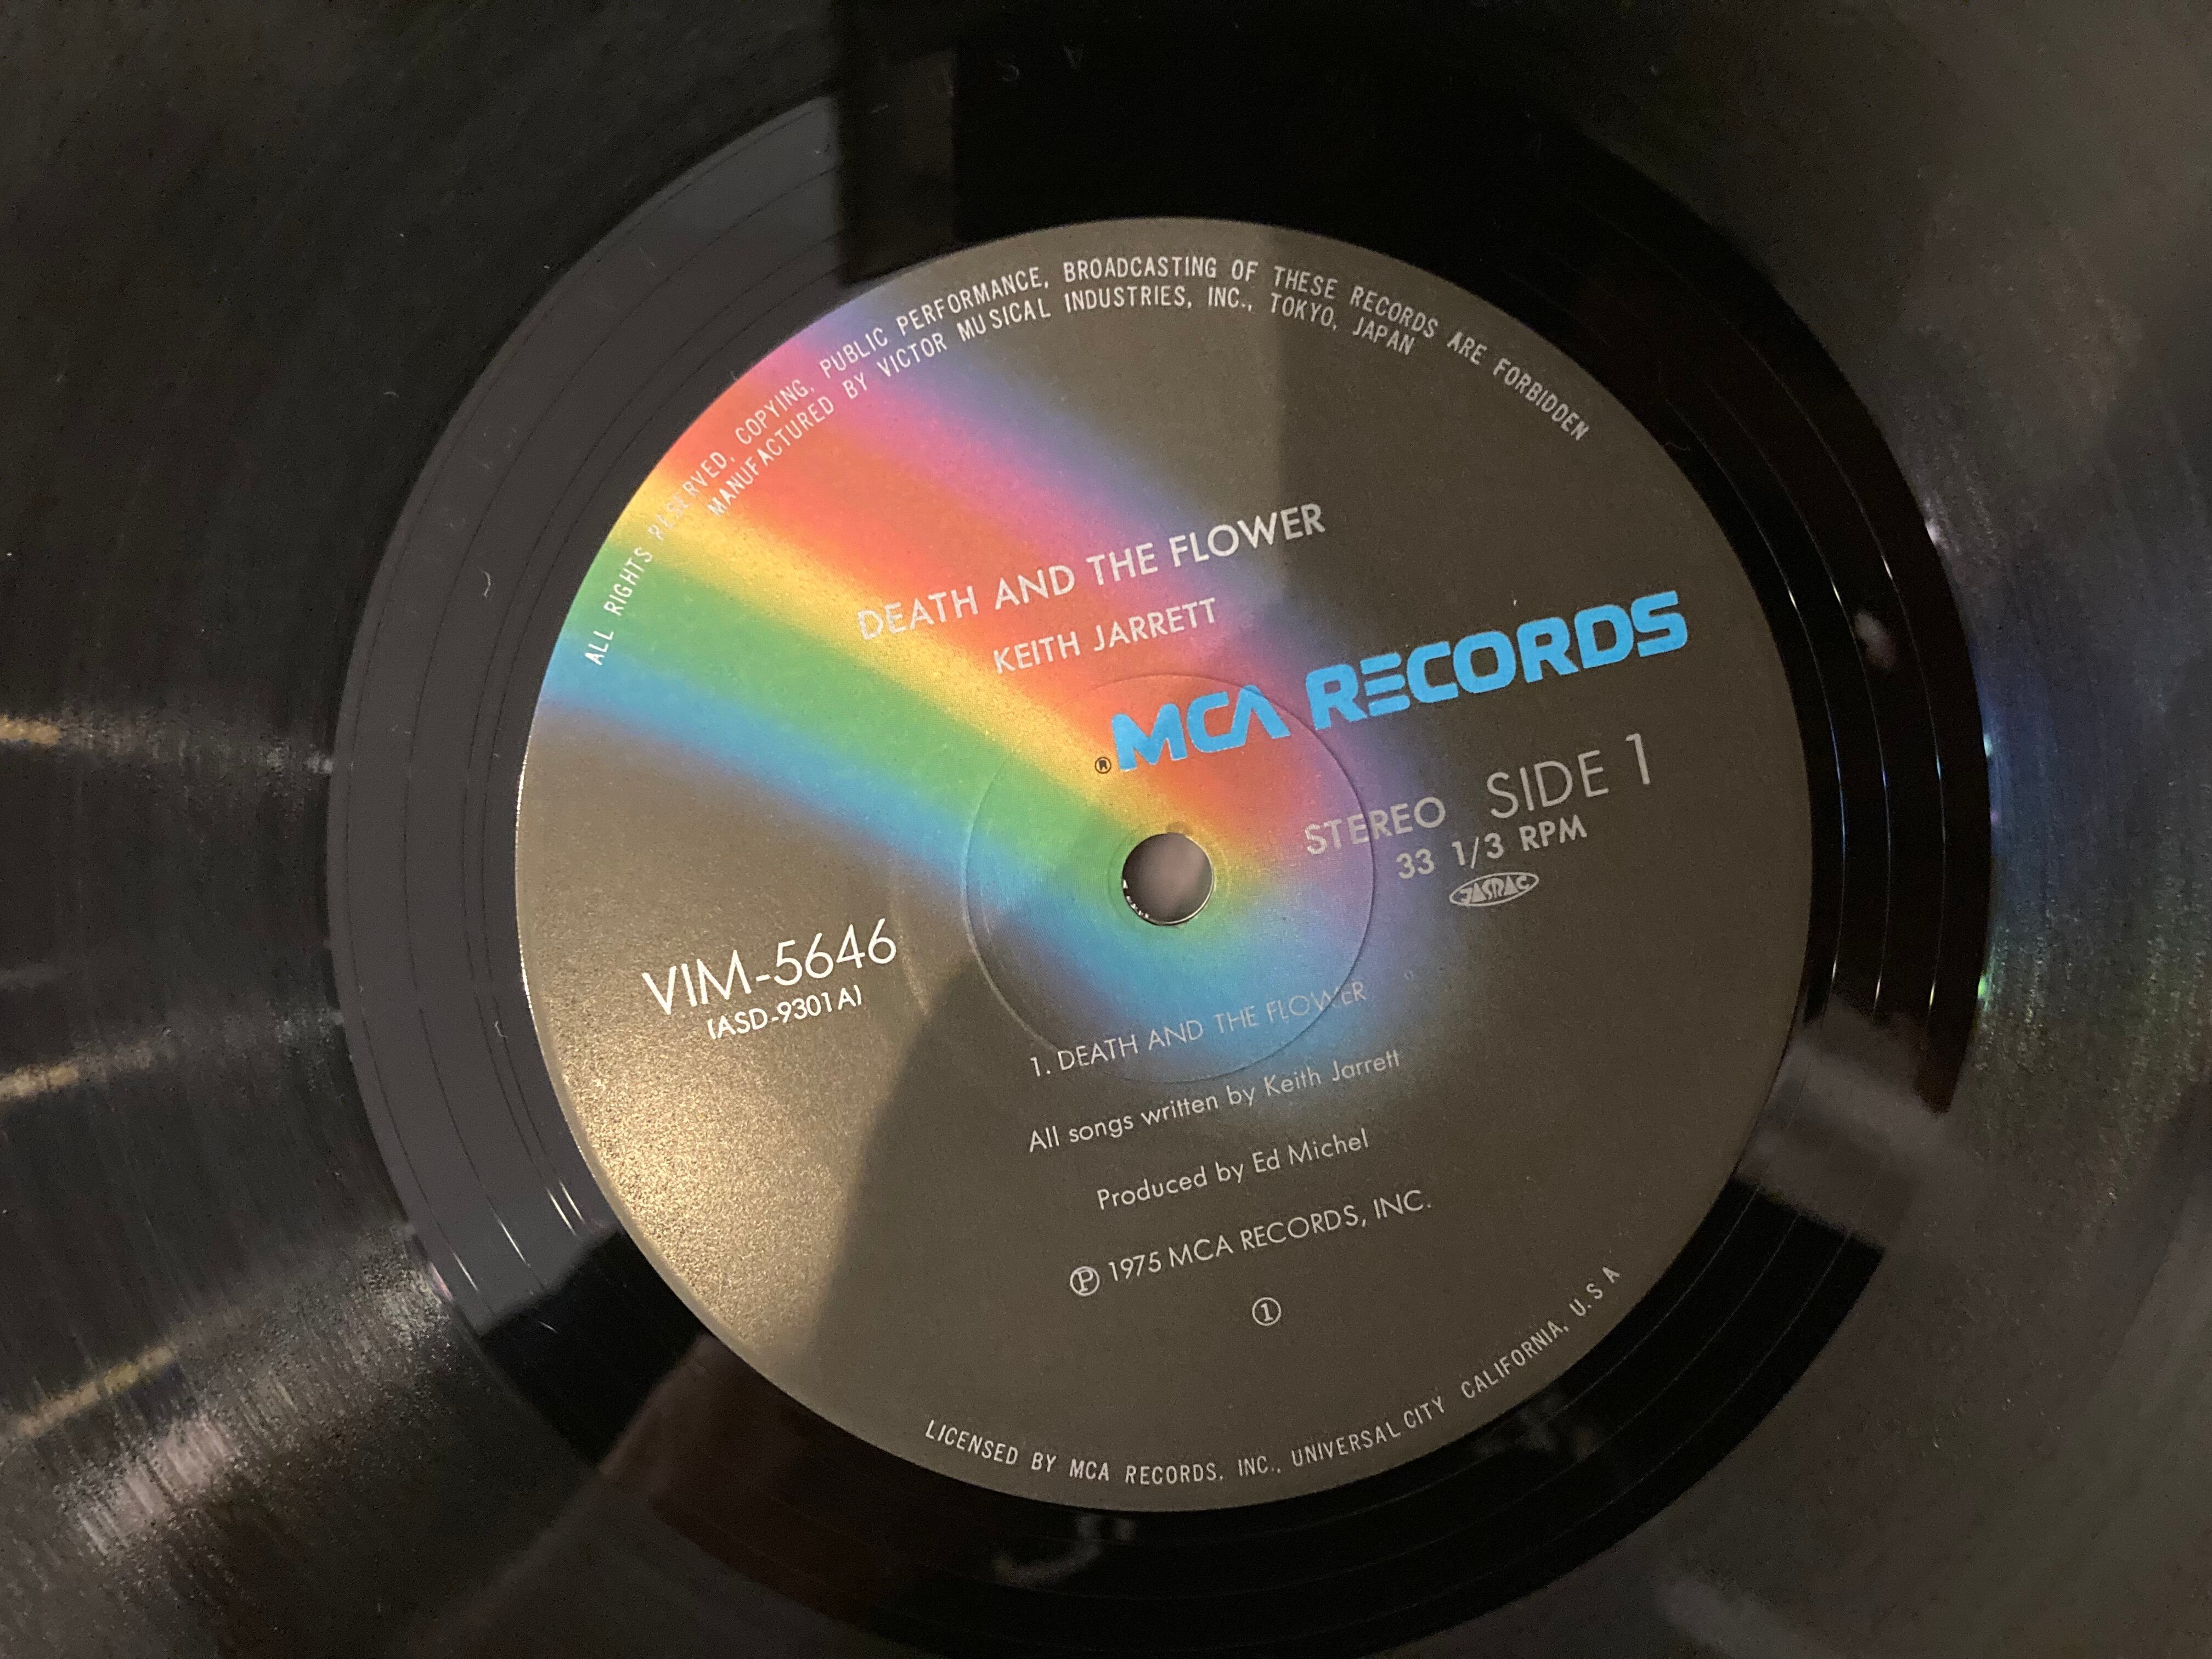 ALL RIGHTS RESERVED, COPYING, PUBLIC PERFORMANCE, BROADCASTING OF THESE RECORDS ARE FORBIDDEN
MANUFACTURED BY VICTOR MUSICAL INDUSTRIES, INC., TOKYO, JAPAN
DEATH AND THE FLOWER
KEITH JARRETT
® MCA RECORDS
STEREO SIDE 1
33 1/3 RPM
JASRAC
VIM-5646
(ASD-9301A)
1. DEATH AND THE FLOWER
All songs written by Keith Jarrett
Produced by Ed Michel
℗ 1975 MCA RECORDS, INC.
①
LICENSED BY MCA RECORDS, INC., UNIVERSAL CITY CALIFORNIA, U.S A